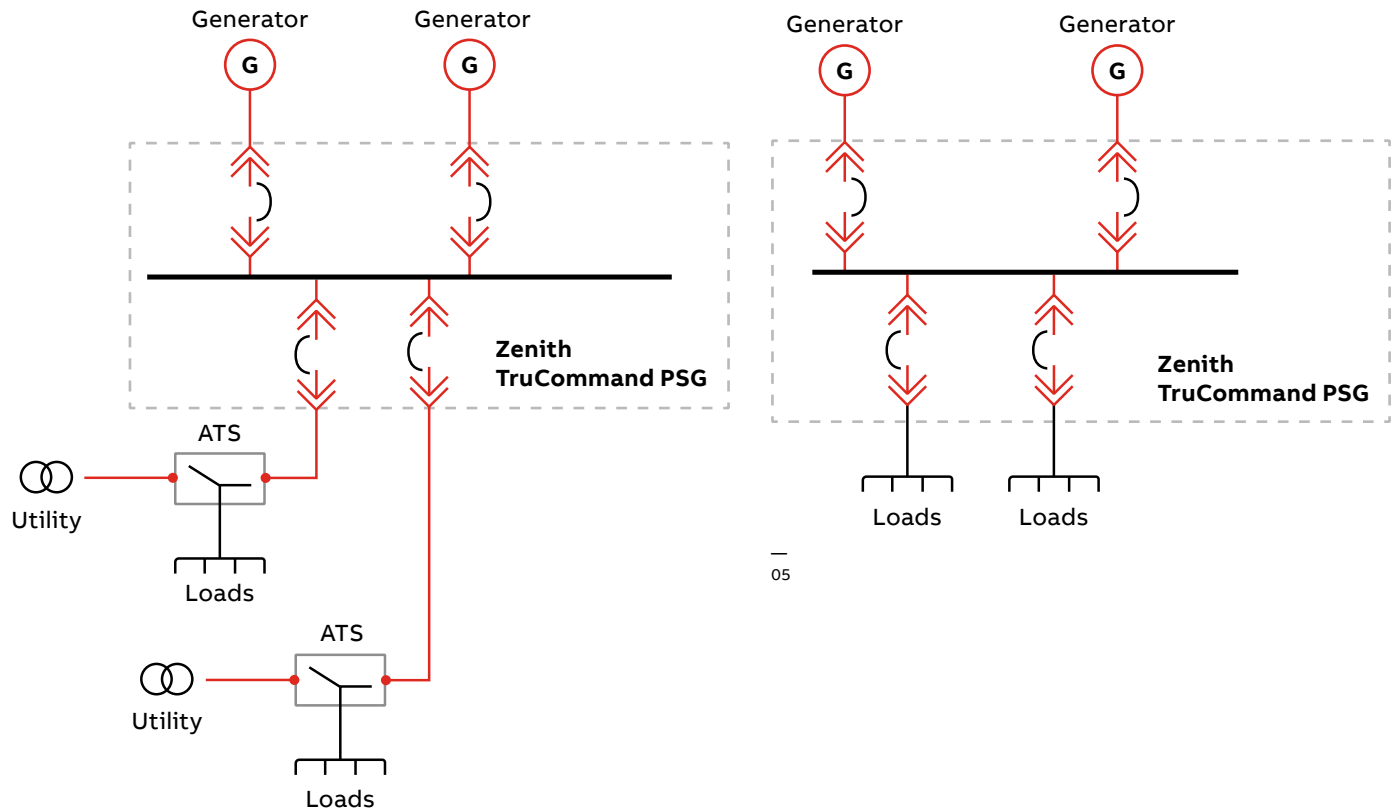 Generator
Generator
G
G
Zenith
TruCommand PSG
ATS
Utility
Loads
ATS
Utility
Loads
Generator
Generator
G
G
Zenith
TruCommand PSG
Loads
Loads
—
05